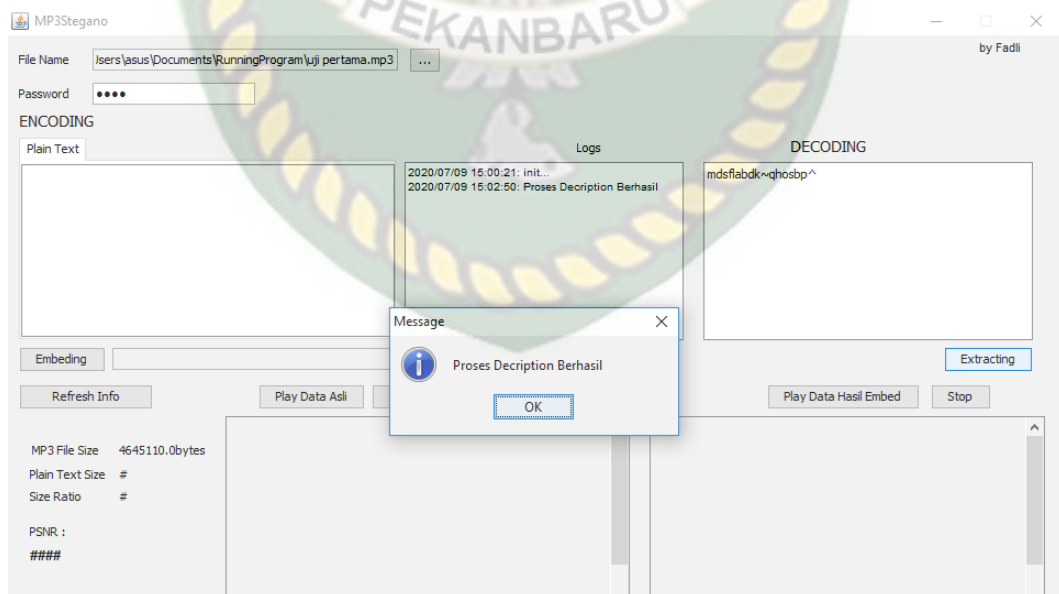 PEKANBARU
MP3Stegano
by Fadli
File Name Jsers\asus\Documents\RunningProgram\uji pertama.mp3 ...
Password ••••
ENCODING
Plain Text
Logs
DECODING
2020/07/09 15:00:21: init...
2020/07/09 15:02:50: Proses Decription Berhasil
mdsflabdk~qhosbp^
Message
Proses Decription Berhasil
OK
Embeding
Extracting
Refresh Info
Play Data Asli
Play Data Hasil Embed
Stop
MP3 File Size 4645110.0bytes
Plain Text Size #
Size Ratio #
PSNR :
####